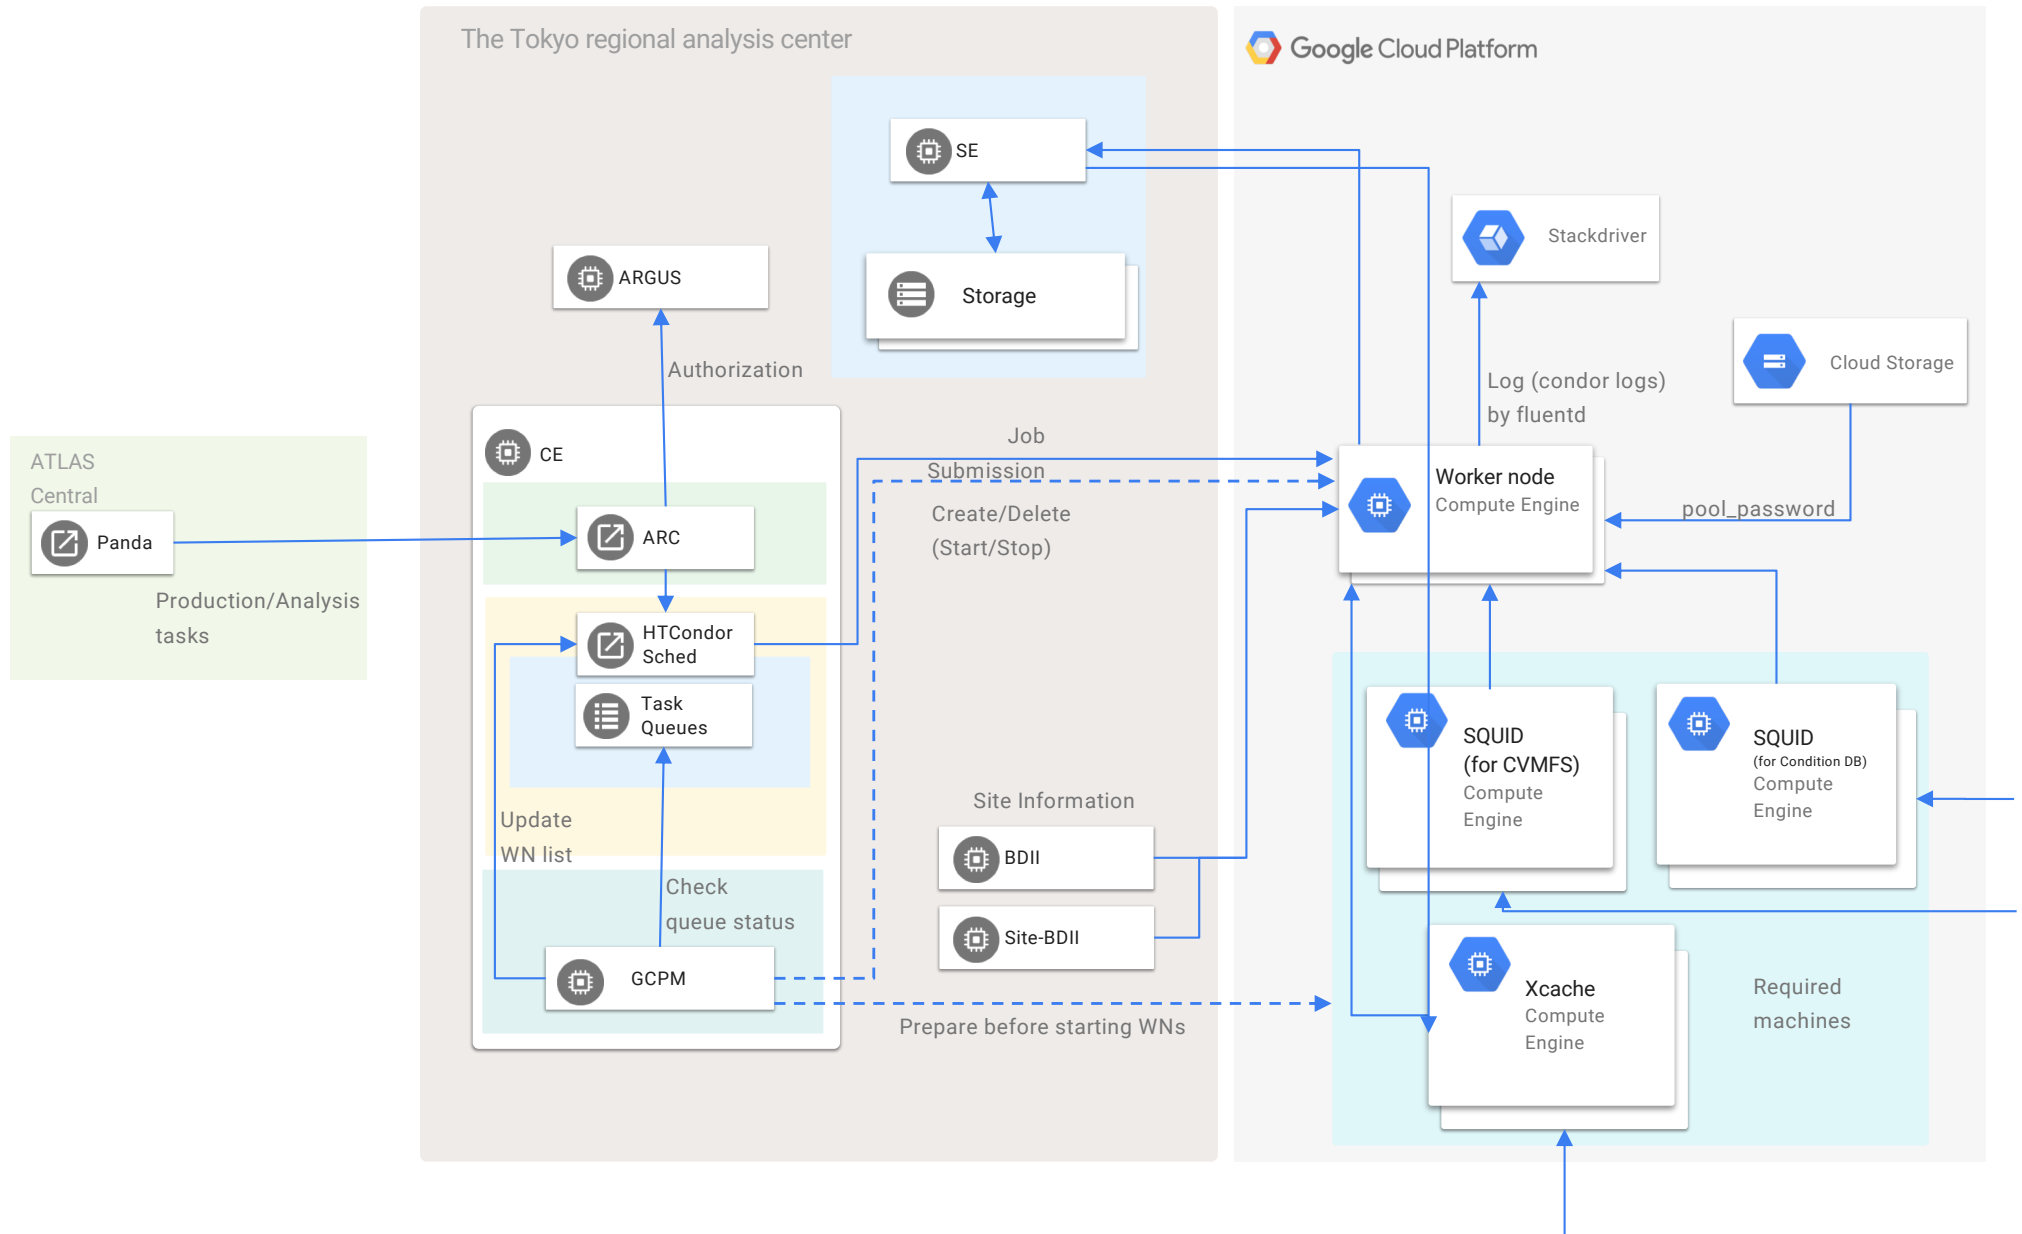 The Tokyo regional analysis center
Google Cloud Platform
SE
Stackdriver
ARGUS
Storage
Authorization
Cloud Storage
Log (condor logs)
by fluentd
CE
Job
Submission
ATLAS
Central
Worker node
Compute Engine
pool_password
Create/Delete
(Start/Stop)
Panda
ARC
Production/Analysis
tasks
HTCondor
Sched
Task
Queues
SQUID
(for CVMFS)
Compute
Engine
SQUID
(for Condition DB)
Compute
Engine
Site Information
Update
WN list
BDII
Check
queue status
Site-BDII
GCPM
Xcache
Compute
Engine
Required
machines
Prepare before starting WNs